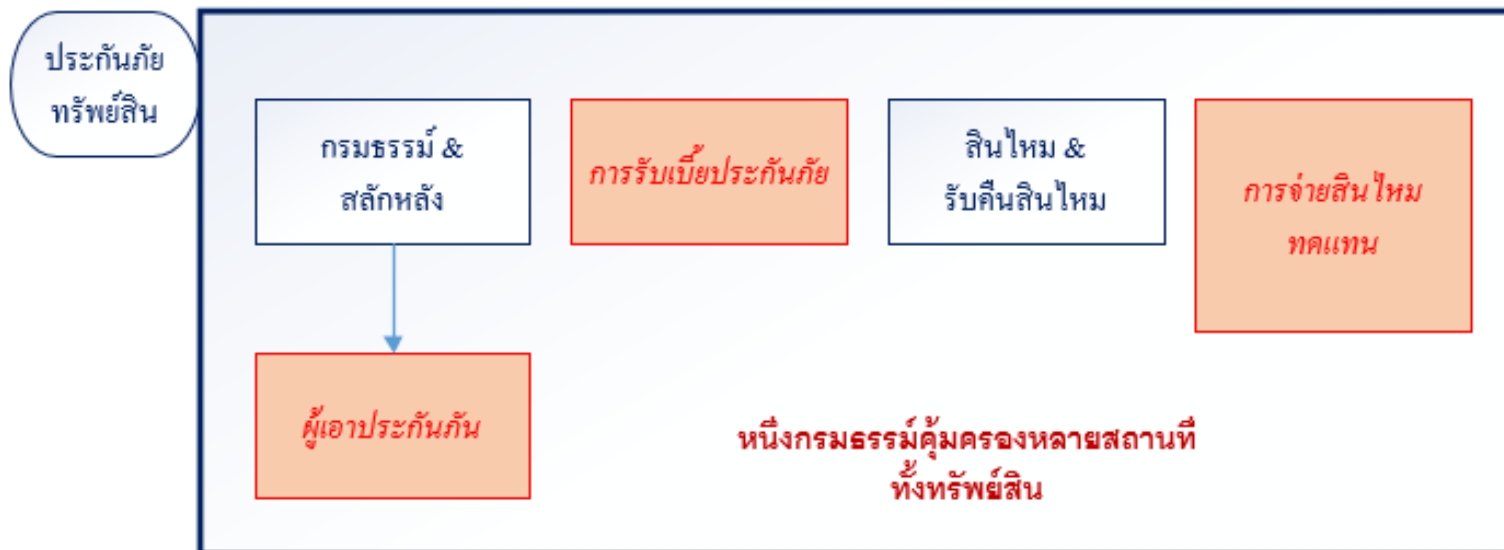 ประกันภัย
ทรัพย์สิน
กรมธรรม์ &
สลักหลัง
การรับเบี้ยประกันภัย
สินไหม &
รับคืนสินไหม
การจ่ายสินไหม
ทดแทน
ผู้เอาประกันกัน
หนึ่งกรมธรรม์คุ้มครองหลายสถานที่
ทั้งทรัพย์สิน